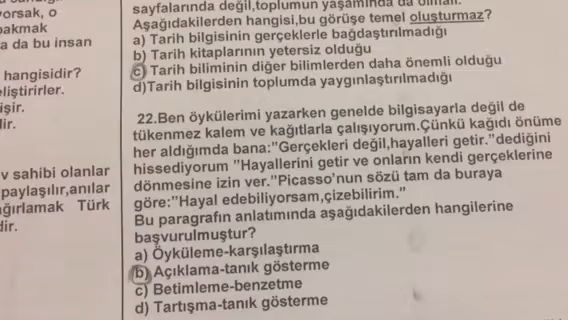 orsak, o
pakmak
a da bu insan
hangisidir?
eliştirirler.
işir.
lir.
v sahibi olanlar
paylaşılır,anılar
ğırlamak Türk
dir.
sayfalarında değil,toplumun yaşamında da olmalı.
Aşağıdakilerden hangisi,bu görüşe temel oluşturmaz?
a) Tarih bilgisinin gerçeklerle bağdaştırılmadığı
b) Tarih kitaplarının yetersiz olduğu
c) Tarih biliminin diğer bilimlerden daha önemli olduğu
d)Tarih bilgisinin toplumda yaygınlaştırılmadığı
22.Ben öykülerimi yazarken genelde bilgisayarla değil de
tükenmez kalem ve kağıtlarla çalışıyorum.Çünkü kağıdı önüme
her aldığımda bana:"Gerçekleri değil,hayalleri getir."dediğini
hissediyorum "Hayallerini getir ve onların kendi gerçeklerine
dönmesine izin ver."Picasso'nun sözü tam da buraya
göre:"Hayal edebiliyorsam,çizebilirim."
Bu paragrafın anlatımında aşağıdakilerden hangilerine
başvurulmuştur?
a) Öyküleme-karşılaştırma
b) Açıklama-tanık gösterme
c) Betimleme-benzetme
d) Tartışma-tanık gösterme